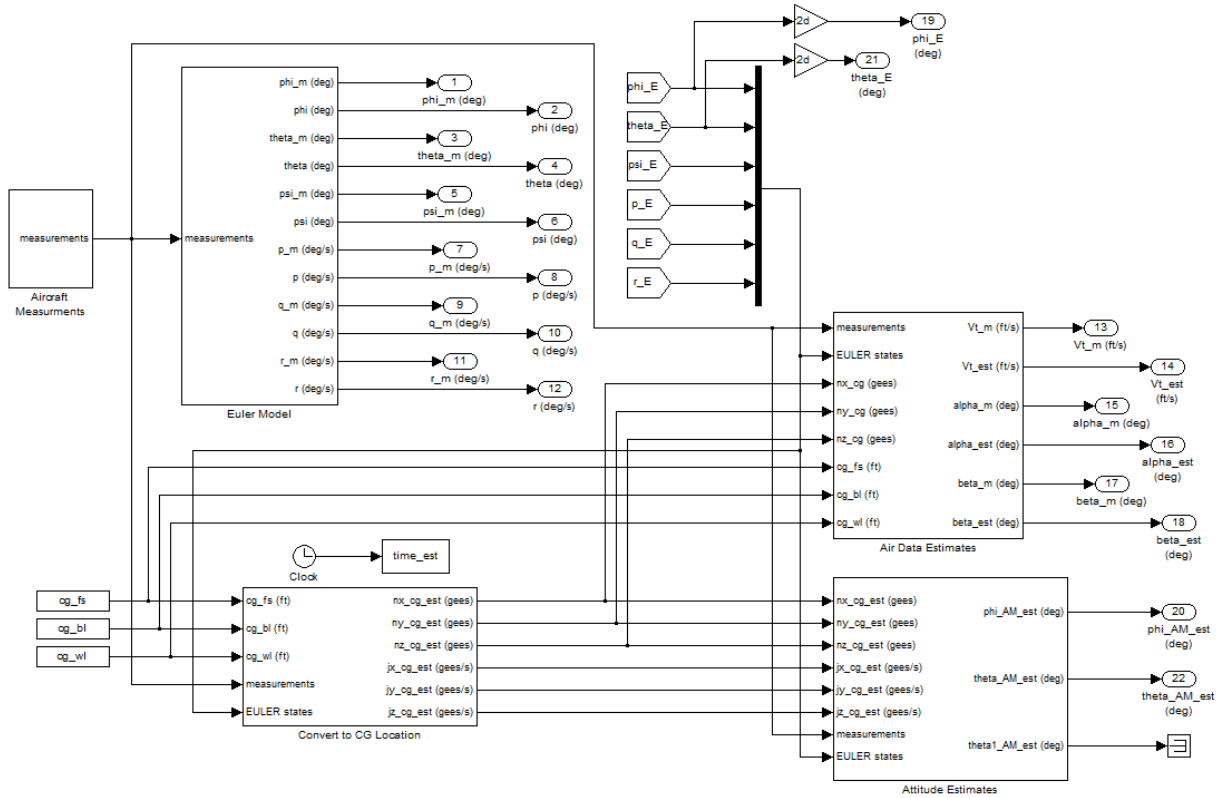 2d
19
phi_E
(deg)
2d
21
theta_E
(deg)
phi_E
theta_E
psi_E
p_E
q_E
r_E
measurements
Aircraft
Measurments
measurements
phi_m (deg)
phi (deg)
theta_m (deg)
theta (deg)
psi_m (deg)
psi (deg)
p_m (deg/s)
p (deg/s)
q_m (deg/s)
q (deg/s)
r_m (deg/s)
r (deg/s)
Euler Model
1
phi_m (deg)
2
phi (deg)
3
theta_m (deg)
4
theta (deg)
5
psi_m (deg)
6
psi (deg)
7
p_m (deg/s)
8
p (deg/s)
9
q_m (deg/s)
10
q (deg/s)
11
r_m (deg/s)
12
r (deg/s)
measurements
EULER states
nx_cg (gees)
ny_cg (gees)
nz_cg (gees)
cg_fs (ft)
cg_bl (ft)
cg_wl (ft)
Vt_m (ft/s)
Vt_est (ft/s)
alpha_m (deg)
alpha_est (deg)
beta_m (deg)
beta_est (deg)
Air Data Estimates
13
Vt_m (ft/s)
14
Vt_est
(ft/s)
15
alpha_m (deg)
16
alpha_est
(deg)
17
beta_m (deg)
18
beta_est
(deg)
Clock
time_est
cg_fs
cg_bl
cg_wl
cg_fs (ft)
cg_bl (ft)
cg_wl (ft)
measurements
EULER states
nx_cg_est (gees)
ny_cg_est (gees)
nz_cg_est (gees)
jx_cg_est (gees/s)
jy_cg_est (gees/s)
jz_cg_est (gees/s)
Convert to CG Location
nx_cg_est (gees)
ny_cg_est (gees)
nz_cg_est (gees)
jx_cg_est (gees/s)
jy_cg_est (gees/s)
jz_cg_est (gees/s)
measurements
EULER states
phi_AM_est (deg)
theta_AM_est (deg)
theta1_AM_est (deg)
Attitude Estimates
20
phi_AM_est
(deg)
22
theta_AM_est
(deg)